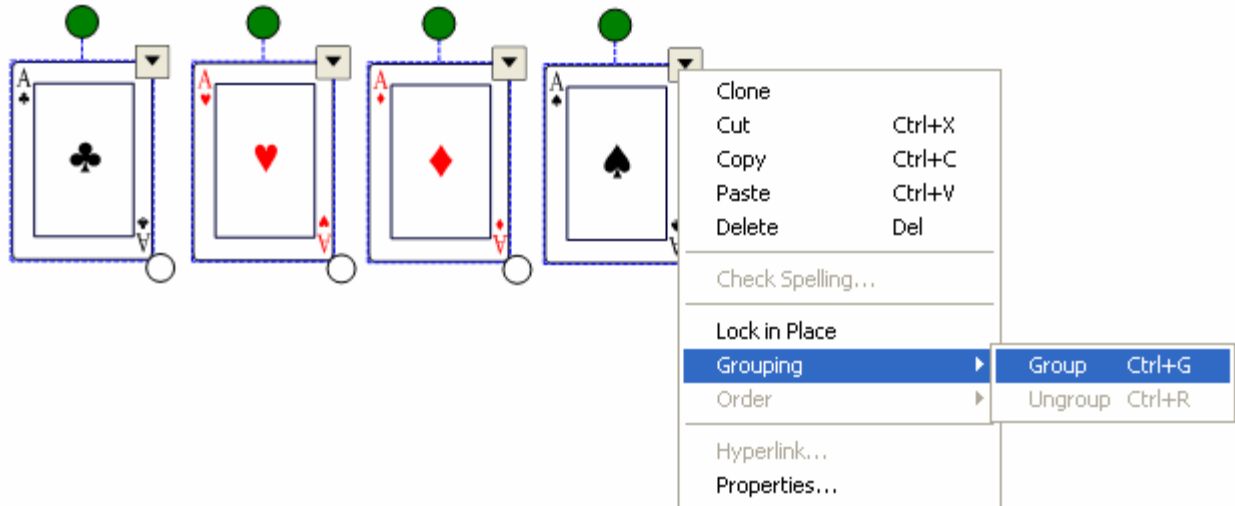 A A A A
Clone
Cut Ctrl+X
Copy Ctrl+C
Paste Ctrl+V
Delete Del
A A A A
Check Spelling...
Lock in Place
Grouping Group Ctrl+G
Order Ungroup Ctrl+R
Hyperlink...
Properties...